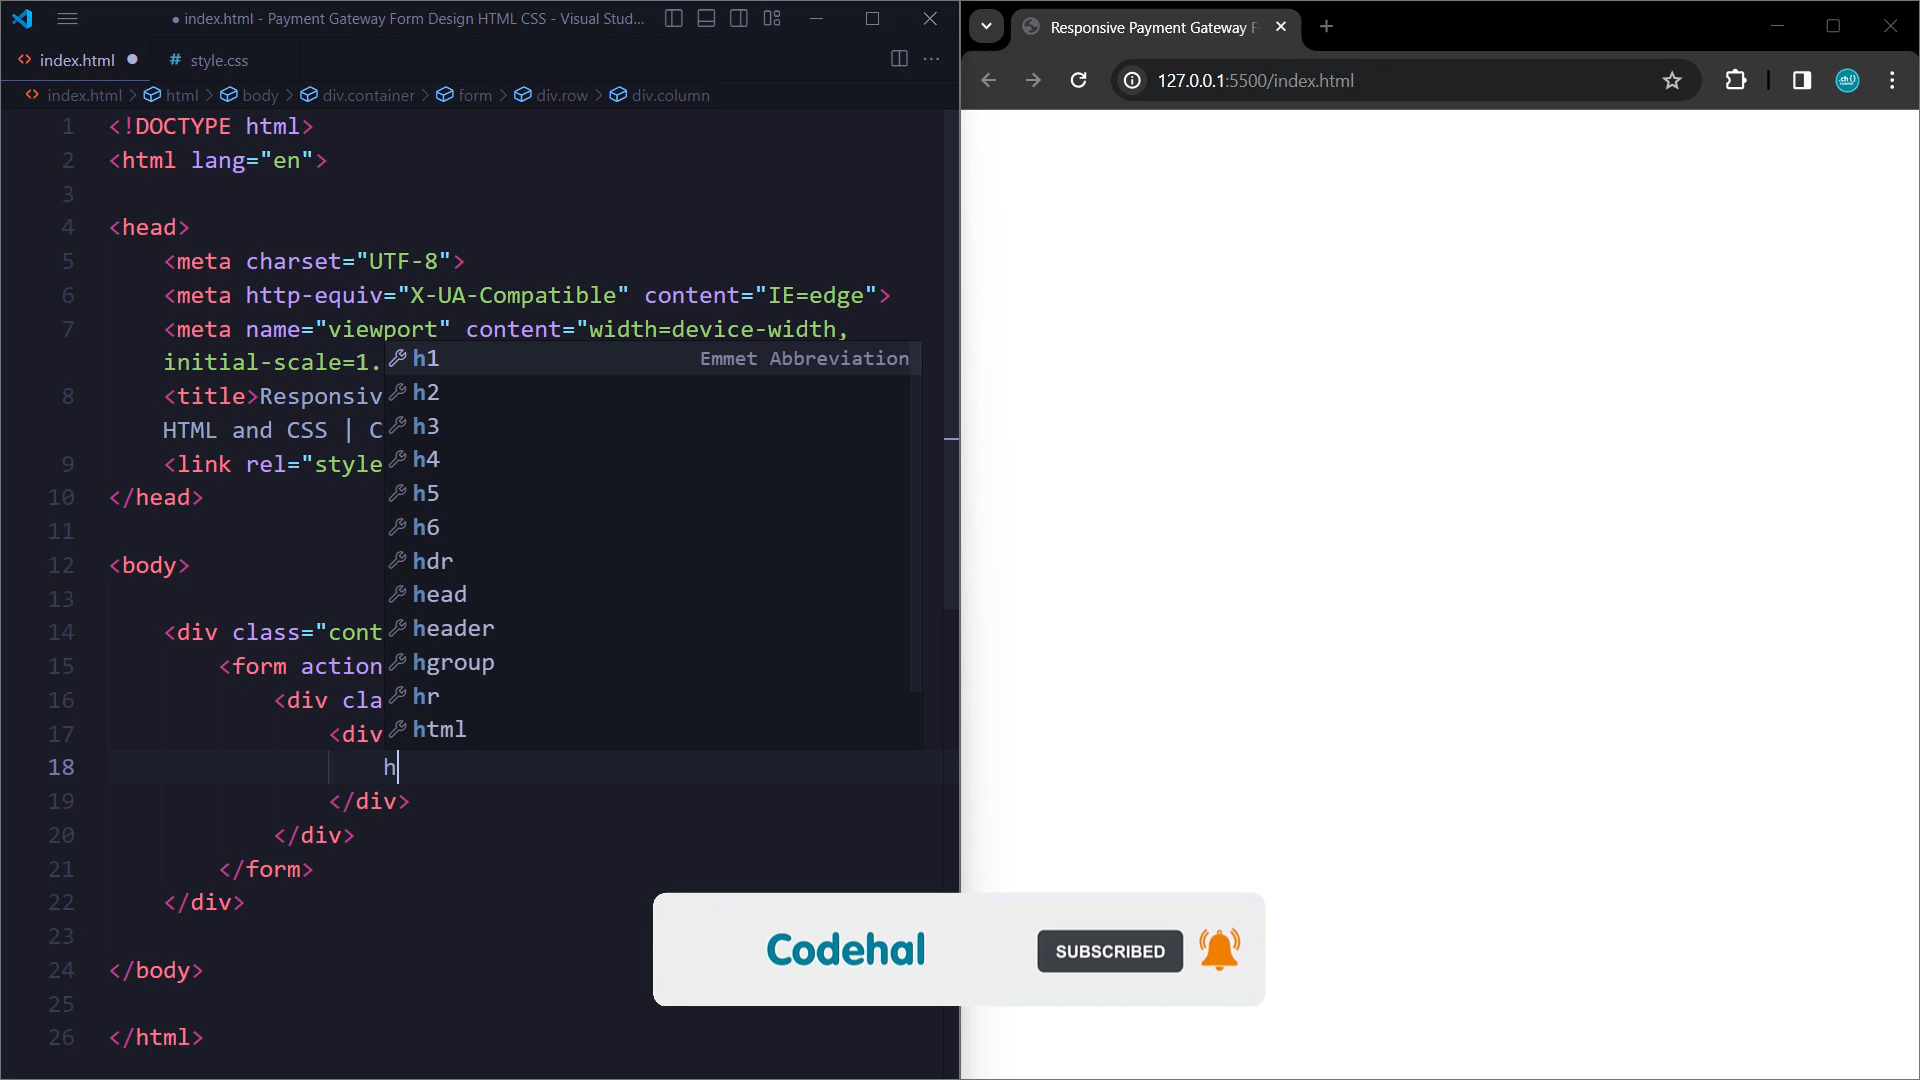 index.html - Payment Gateway Form Design HTML CSS - Visual Stud...
index.html
style.css
index.html > html > body > div.container > form > div.row > div.column
1 <!DOCTYPE html>
2 <html lang="en">
3
4 <head>
5 <meta charset="UTF-8">
6 <meta http-equiv="X-UA-Compatible" content="IE=edge">
7 <meta name="viewport" content="width=device-width,
initial-scale=1.
8 <title>Responsiv
HTML and CSS | C
9 <link rel="style
10 </head>
11
12 <body>
13
14 <div class="cont
15 <form action
16 <div cla
17 <div
18 h
19 </div>
20 </div>
21 </form>
22 </div>
23
24 </body>
25
26 </html>
h1 Emmet Abbreviation
h2
h3
h4
h5
h6
hdr
head
header
hgroup
hr
html
Responsive Payment Gateway F
127.0.0.1:5500/index.html
Codehal
SUBSCRIBED